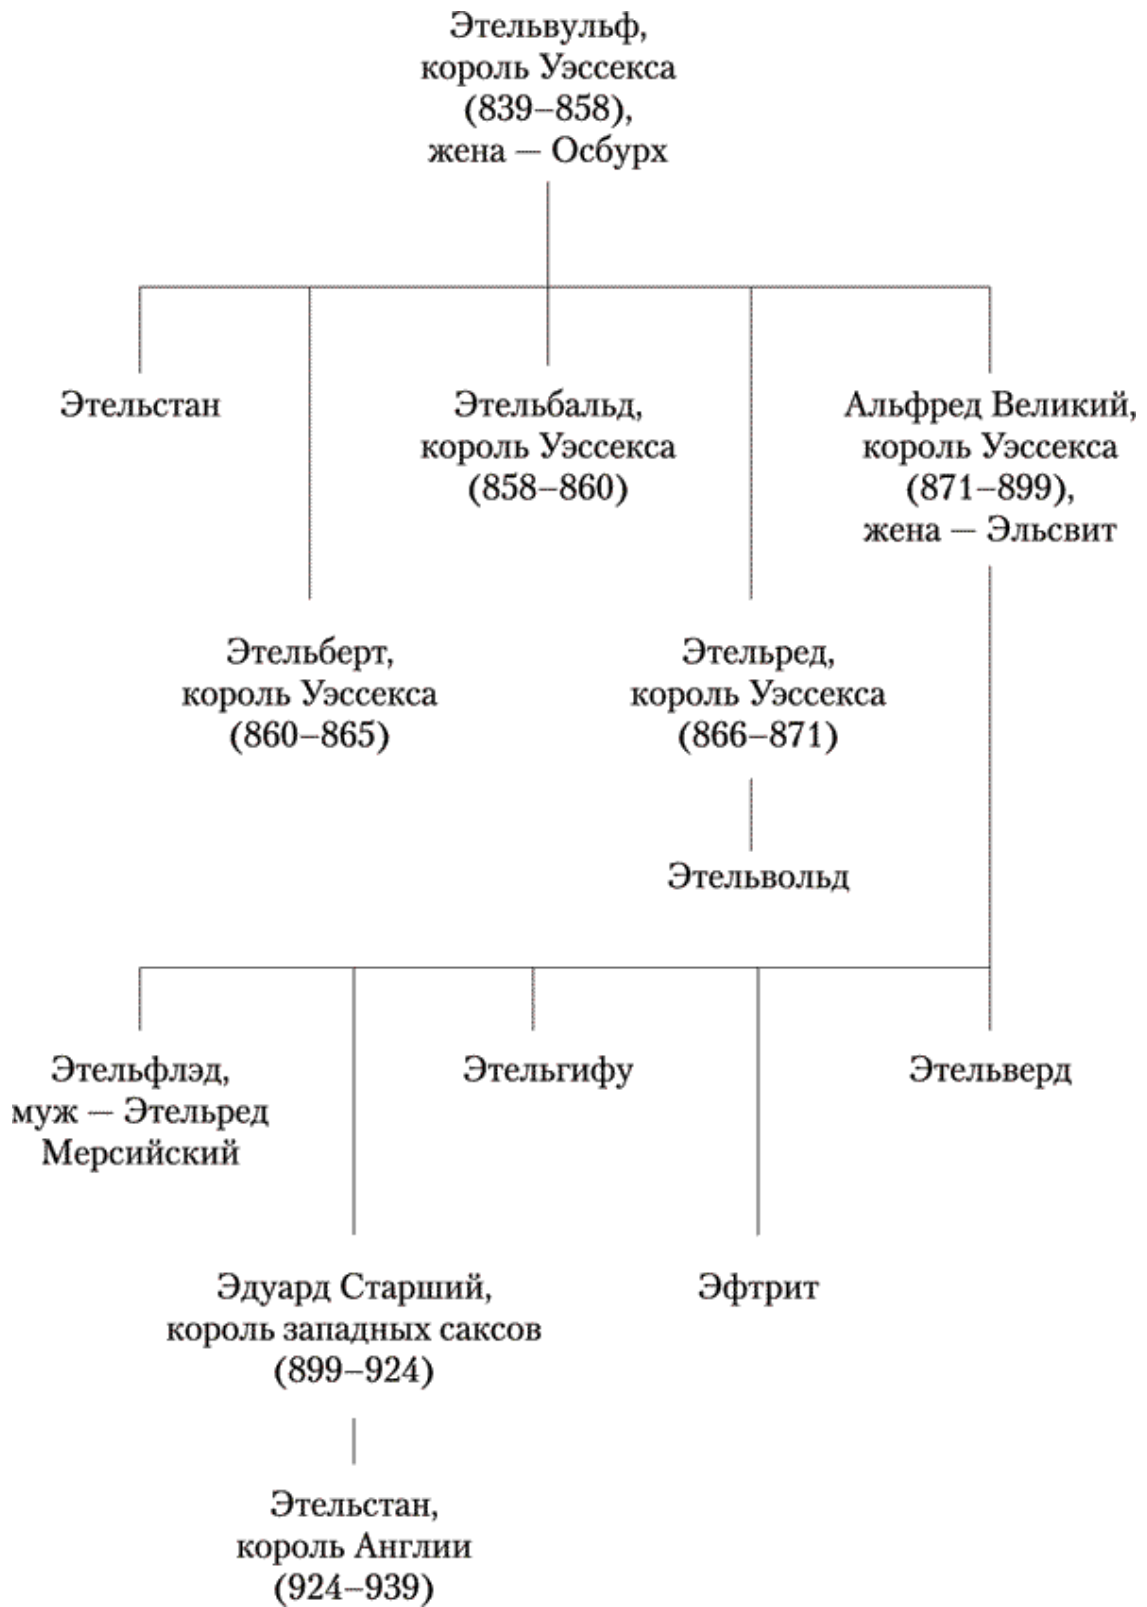 Этельвульф,
король Уэссекса
(839–858),
жена — Осбурх
Этельстан
Этельбальд,
король Уэссекса
(858–860)
Альфред Великий,
король Уэссекса
(871–899),
жена — Эльсвит
Этельберт,
король Уэссекса
(860–865)
Этельред,
король Уэссекса
(866–871)
Этельвольд
Этельфлэд,
муж — Этельред
Мерсийский
Этельгифу
Этельверд
Эдуард Старший,
король западных саксов
(899–924)
Эфтрит
Этельстан,
король Англии
(924–939)